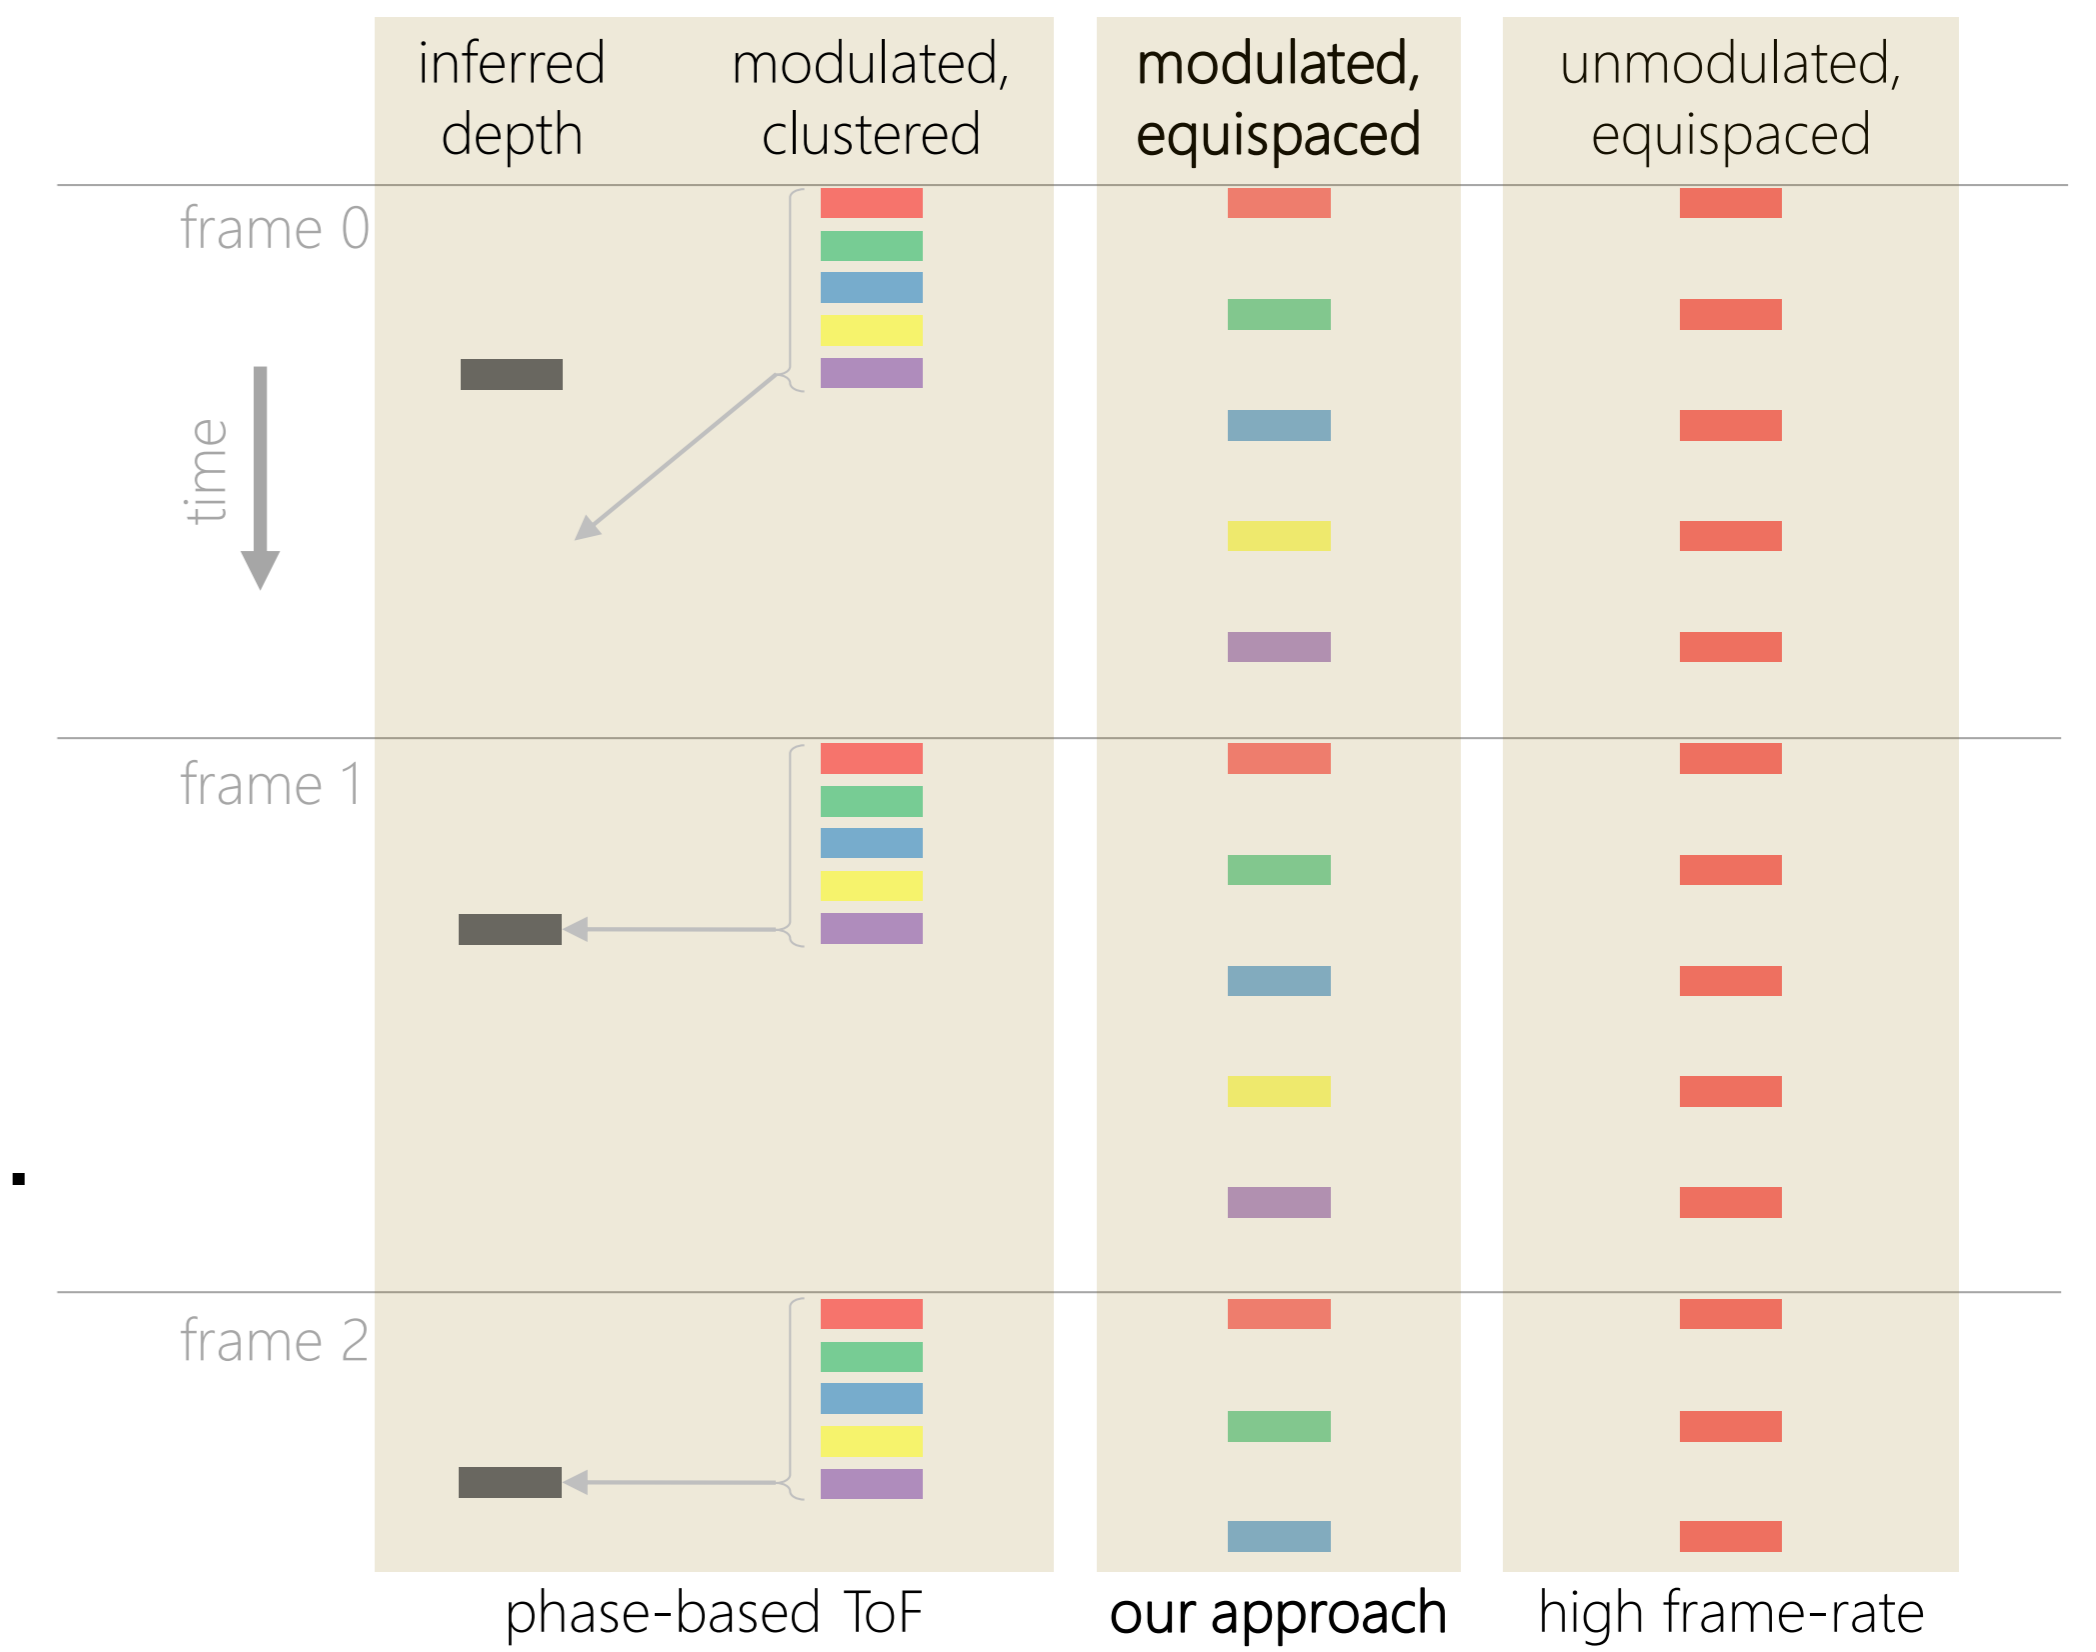 inferred
depth
modulated,
clustered
modulated,
equispaced
unmodulated,
equispaced
frame 0
time
frame 1
frame 2
phase-based ToF
our approach
high frame-rate